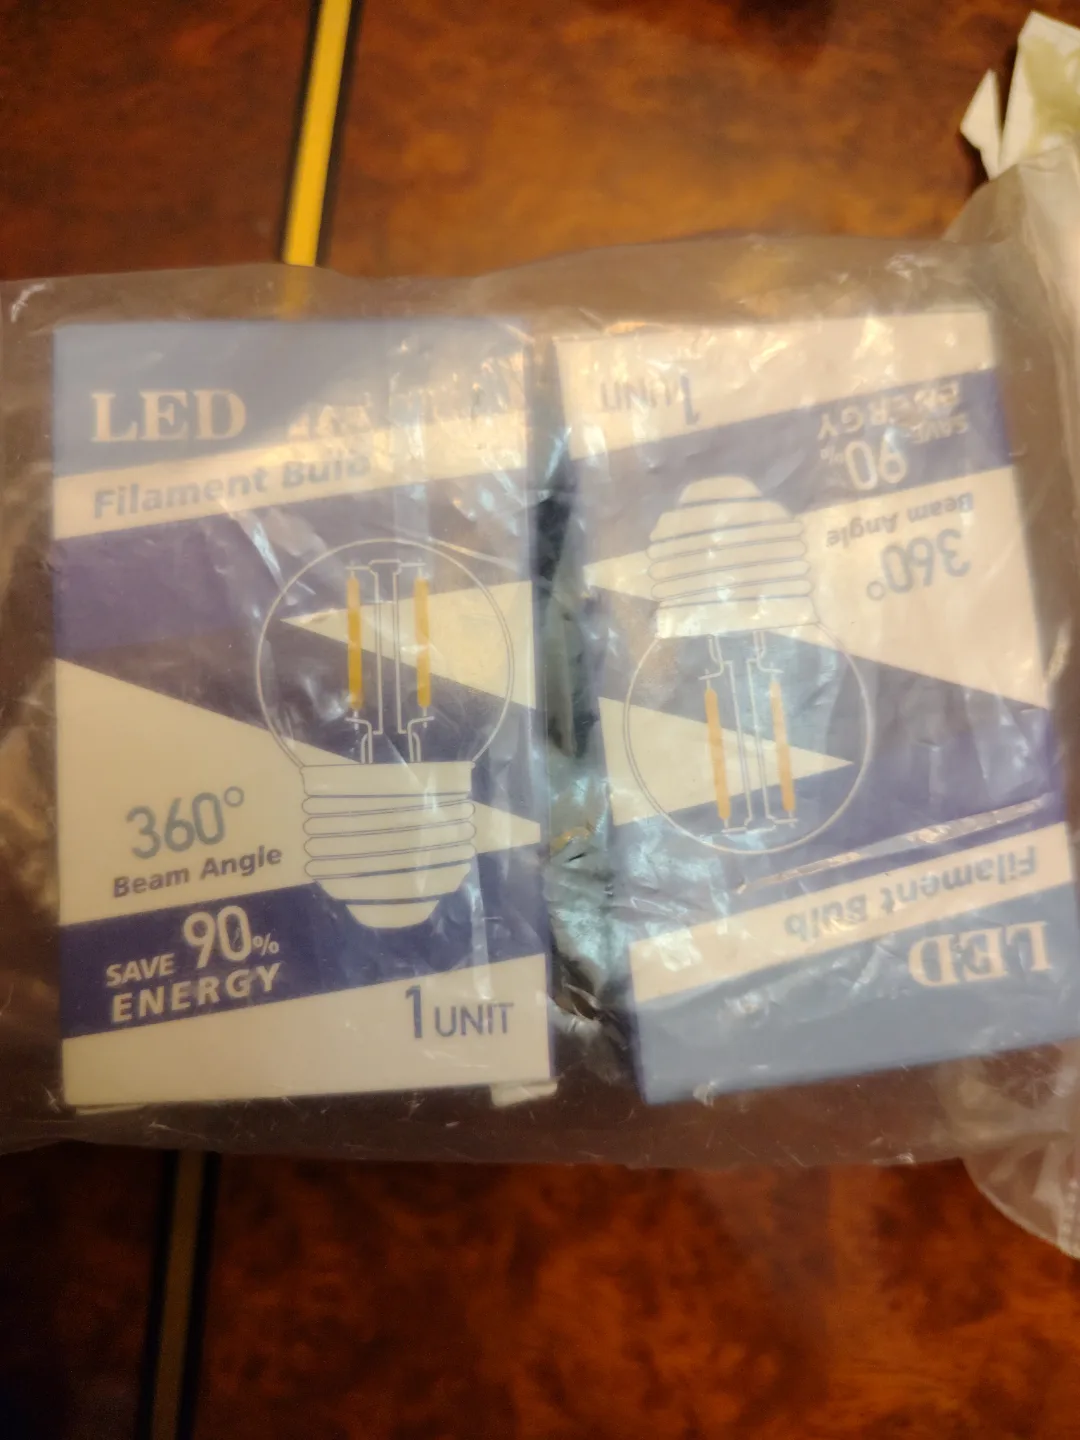 LED
Filament Bulb
360°
Beam Angle
SAVE 90%
ENERGY
1 UNIT
LED
Filament Bulb
360°
Beam Angle
SAVE 90%
ENERGY
1 UNIT